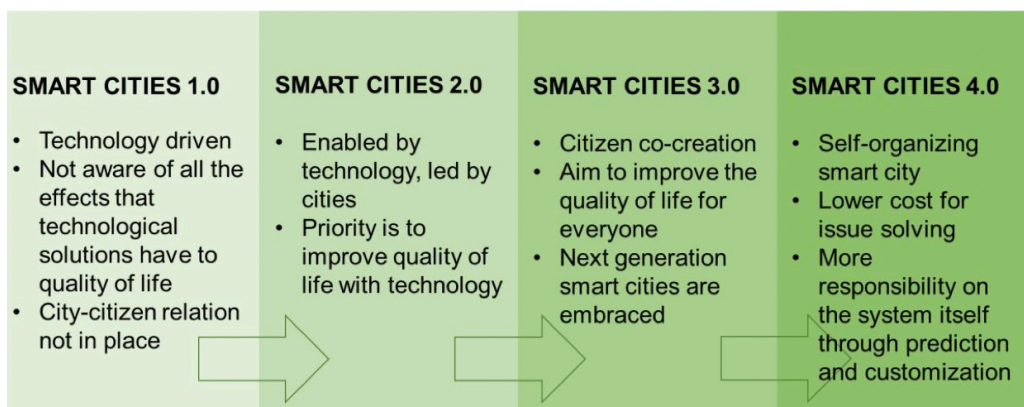 SMART CITIES 1.0
• Technology driven
• Not aware of all the
effects that
technological
solutions have to
quality of life
• City-citizen relation
not in place
SMART CITIES 2.0
• Enabled by
technology, led by
cities
• Priority is to
improve quality of
life with technology
SMART CITIES 3.0
• Citizen co-creation
• Aim to improve the
quality of life for
everyone
• Next generation
smart cities are
embraced
SMART CITIES 4.0
• Self-organizing
smart city
• Lower cost for
issue solving
• More
responsibility on
the system itself
through prediction
and customization